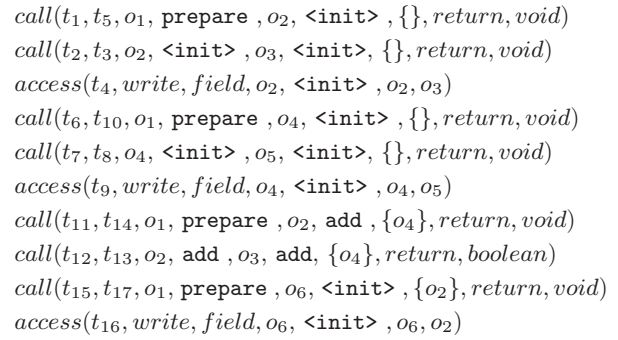 call(t₁, t₅, o₁, prepare , o₂, <init> , {}, return, void)
call(t₂, t₃, o₂, <init> , o₃, <init>, {}, return, void)
access(t₄, write, field, o₂, <init> , o₂, o₃)
call(t₆, t₁₀, o₁, prepare , o₄, <init> , {}, return, void)
call(t₇, t₈, o₄, <init> , o₅, <init>, {}, return, void)
access(t₉, write, field, o₄, <init> , o₄, o₅)
call(t₁₁, t₁₄, o₁, prepare , o₂, add , {o₄}, return, void)
call(t₁₂, t₁₃, o₂, add , o₃, add, {o₄}, return, boolean)
call(t₁₅, t₁₇, o₁, prepare , o₆, <init> , {o₂}, return, void)
access(t₁₆, write, field, o₆, <init> , o₆, o₂)